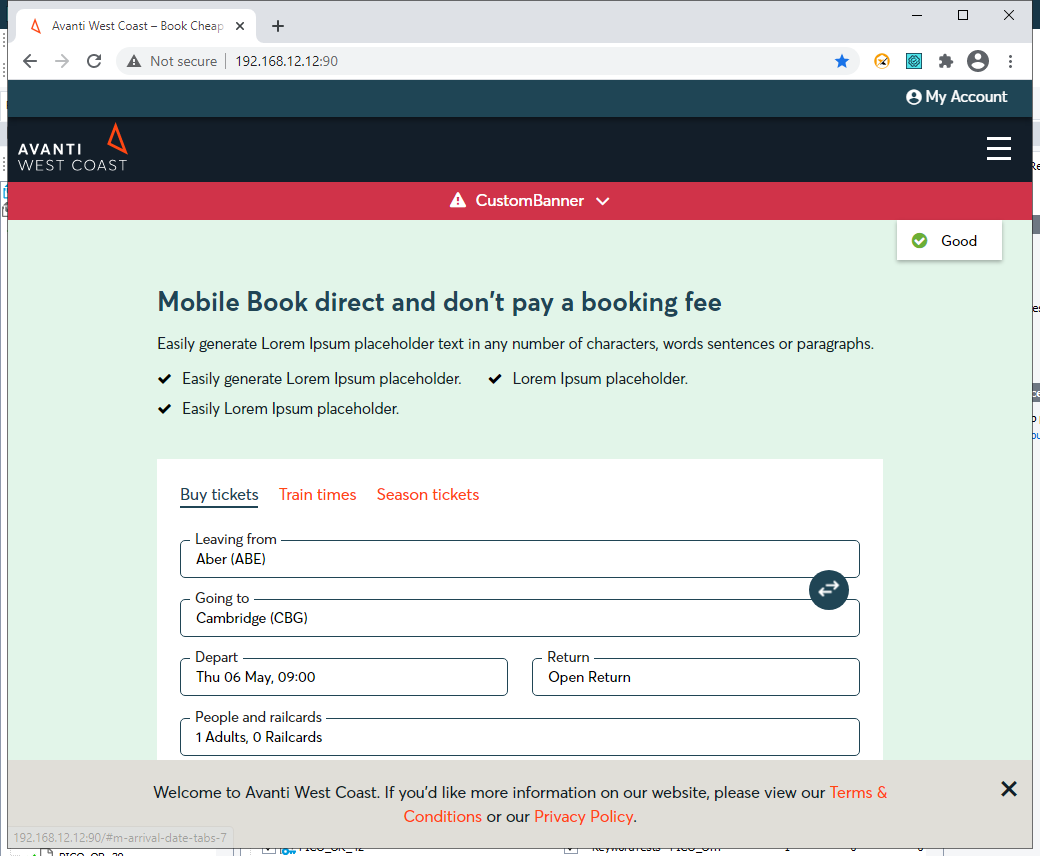 Avanti West Coast – Book Cheap
Not secure
192.168.12.12:90
My Account
AVANTI
WEST COAST
CustomBanner
Good
Mobile Book direct and don't pay a booking fee
Easily generate Lorem Ipsum placeholder text in any number of characters, words sentences or paragraphs.
Easily generate Lorem Ipsum placeholder.
Lorem Ipsum placeholder.
Easily Lorem Ipsum placeholder.
Buy tickets Train times Season tickets
Leaving from
Aber (ABE)
Going to
Cambridge (CBG)
Depart
Thu 06 May, 09:00
Return
Open Return
People and railcards
1 Adults, 0 Railcards
Welcome to Avanti West Coast. If you'd like more information on our website, please view our Terms &
Conditions or our Privacy Policy.
192.168.12.12:90/#m-arrival-date-tabs-7